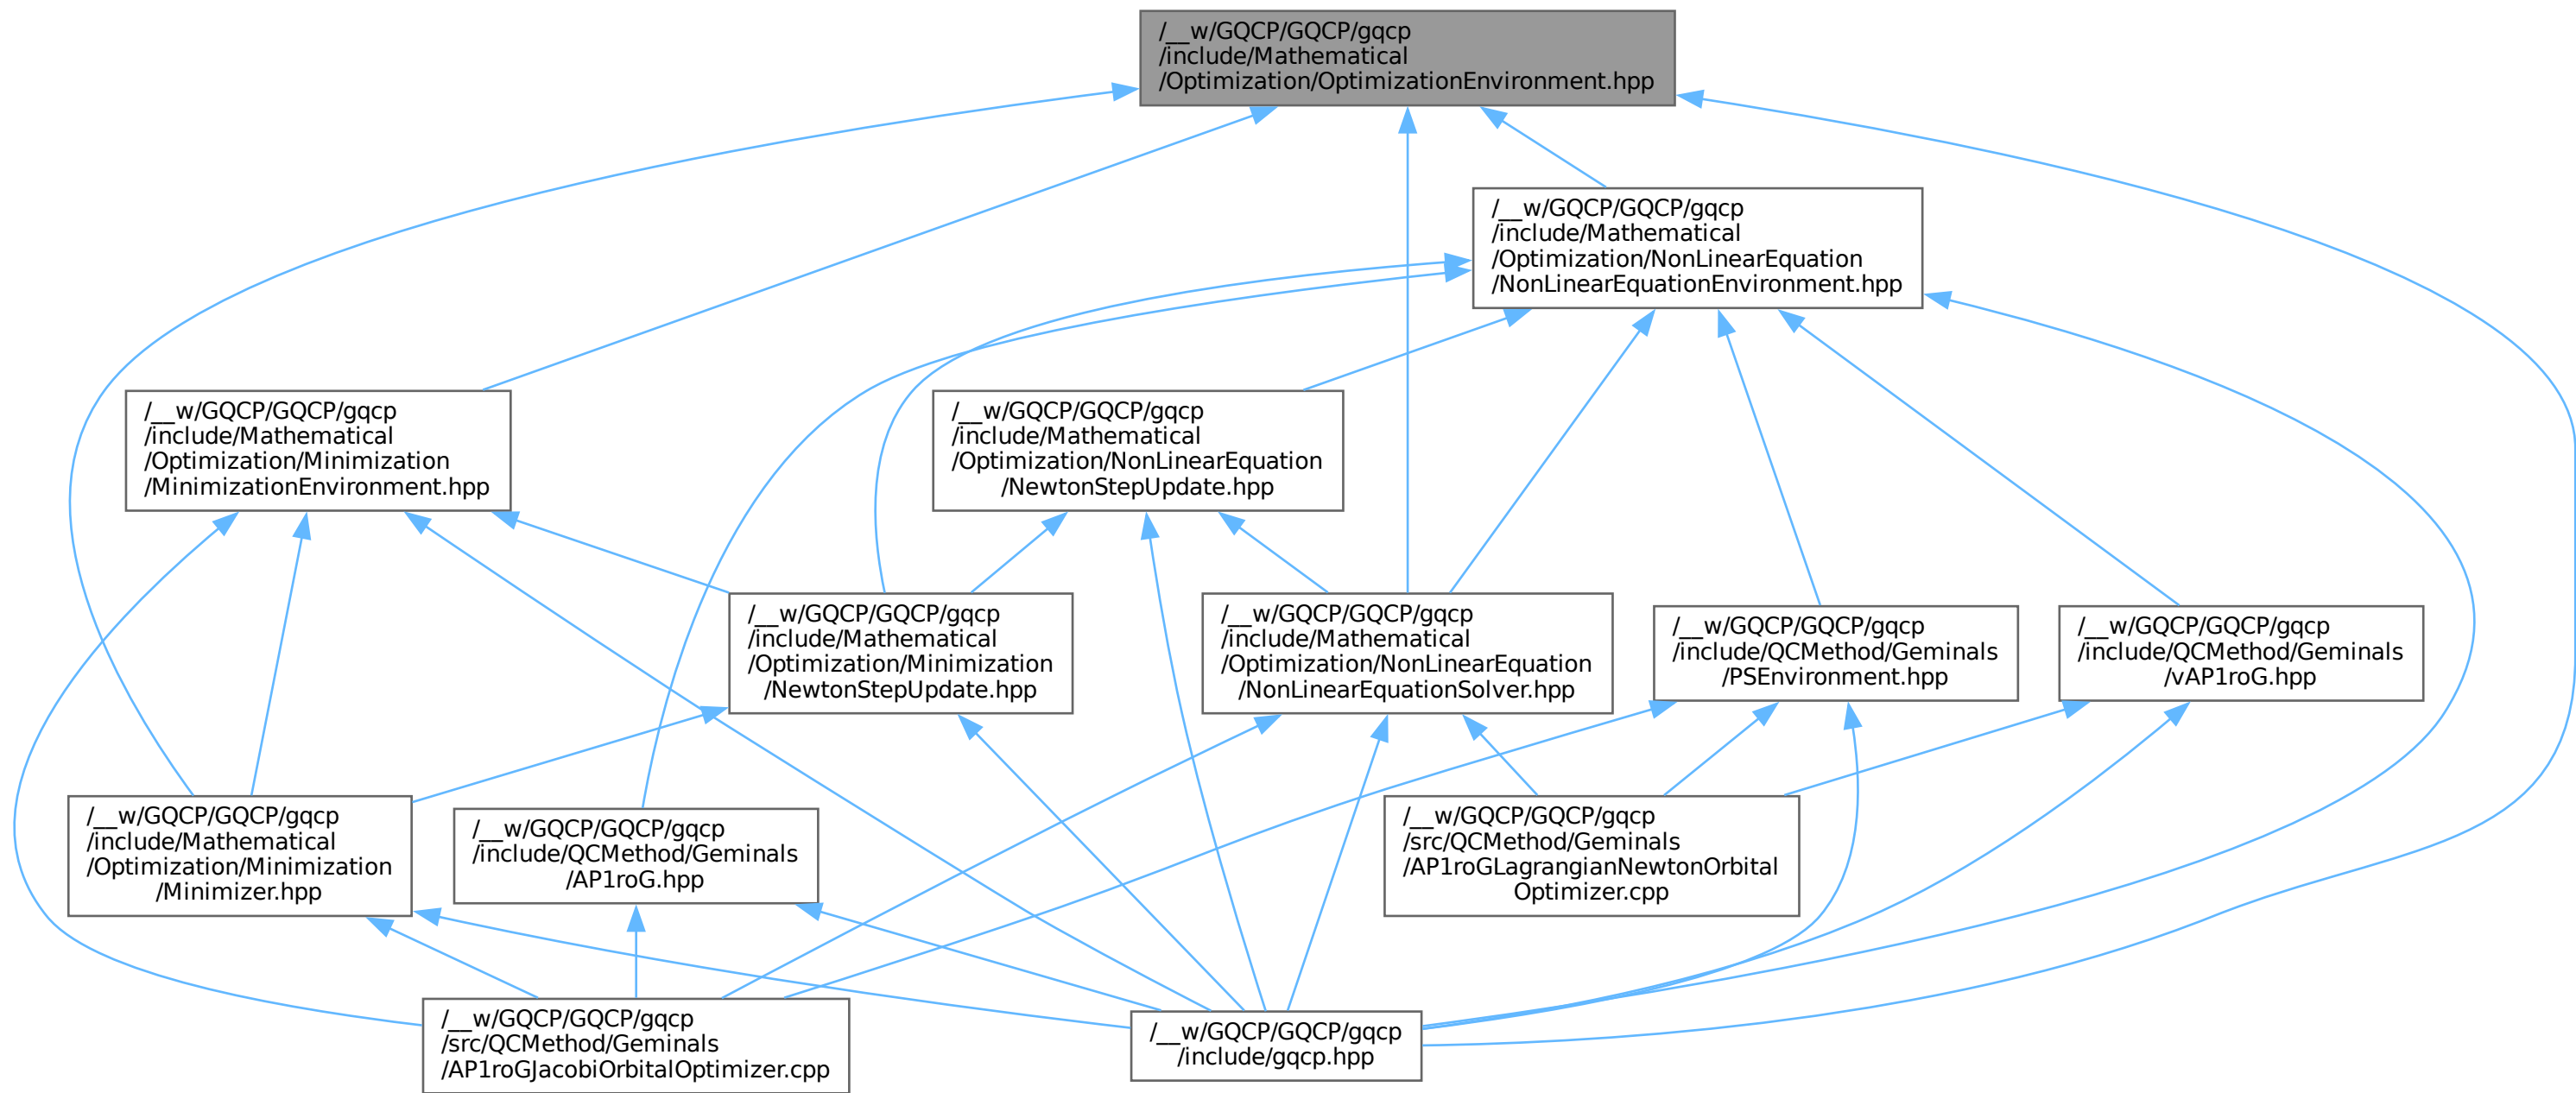 /__w/GQCP/GQCP/gqcp
/include/Mathematical
/Optimization/OptimizationEnvironment.hpp
/__w/GQCP/GQCP/gqcp
/include/Mathematical
/Optimization/NonLinearEquation
/NonLinearEquationEnvironment.hpp
/__w/GQCP/GQCP/gqcp
/include/Mathematical
/Optimization/Minimization
/MinimizationEnvironment.hpp
/__w/GQCP/GQCP/gqcp
/include/Mathematical
/Optimization/NonLinearEquation
/NewtonStepUpdate.hpp
/__w/GQCP/GQCP/gqcp
/include/Mathematical
/Optimization/Minimization
/NewtonStepUpdate.hpp
/__w/GQCP/GQCP/gqcp
/include/Mathematical
/Optimization/NonLinearEquation
/NonLinearEquationSolver.hpp
/__w/GQCP/GQCP/gqcp
/include/QCMethod/Geminals
/PSEnvironment.hpp
/__w/GQCP/GQCP/gqcp
/include/QCMethod/Geminals
/vAP1roG.hpp
/__w/GQCP/GQCP/gqcp
/include/Mathematical
/Optimization/Minimization
/Minimizer.hpp
/__w/GQCP/GQCP/gqcp
/include/QCMethod/Geminals
/AP1roG.hpp
/__w/GQCP/GQCP/gqcp
/src/QCMethod/Geminals
/AP1roGLagrangianNewtonOrbital
Optimizer.cpp
/__w/GQCP/GQCP/gqcp
/src/QCMethod/Geminals
/AP1roGJacobiOrbitalOptimizer.cpp
/__w/GQCP/GQCP/gqcp
/include/gqcp.hpp